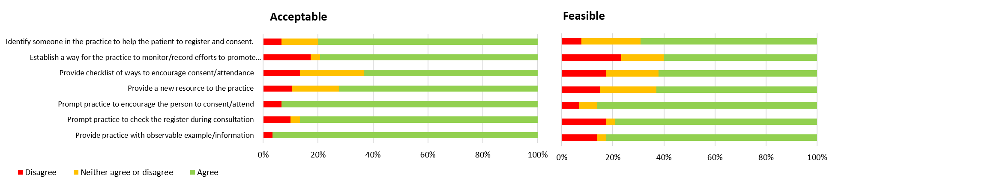 Acceptable
Feasible
Identify someone in the practice to help the patient to register and consent.
Establish a way for the practice to monitor/record efforts to promote...
Provide checklist of ways to encourage consent/attendance
Provide a new resource to the practice
Prompt practice to encourage the person to consent/attend
Prompt practice to check the register during consultation
Provide practice with observable example/information
0% 20% 40% 60% 80% 100%
0% 20% 40% 60% 80% 100%
Disagree Neither agree or disagree Agree